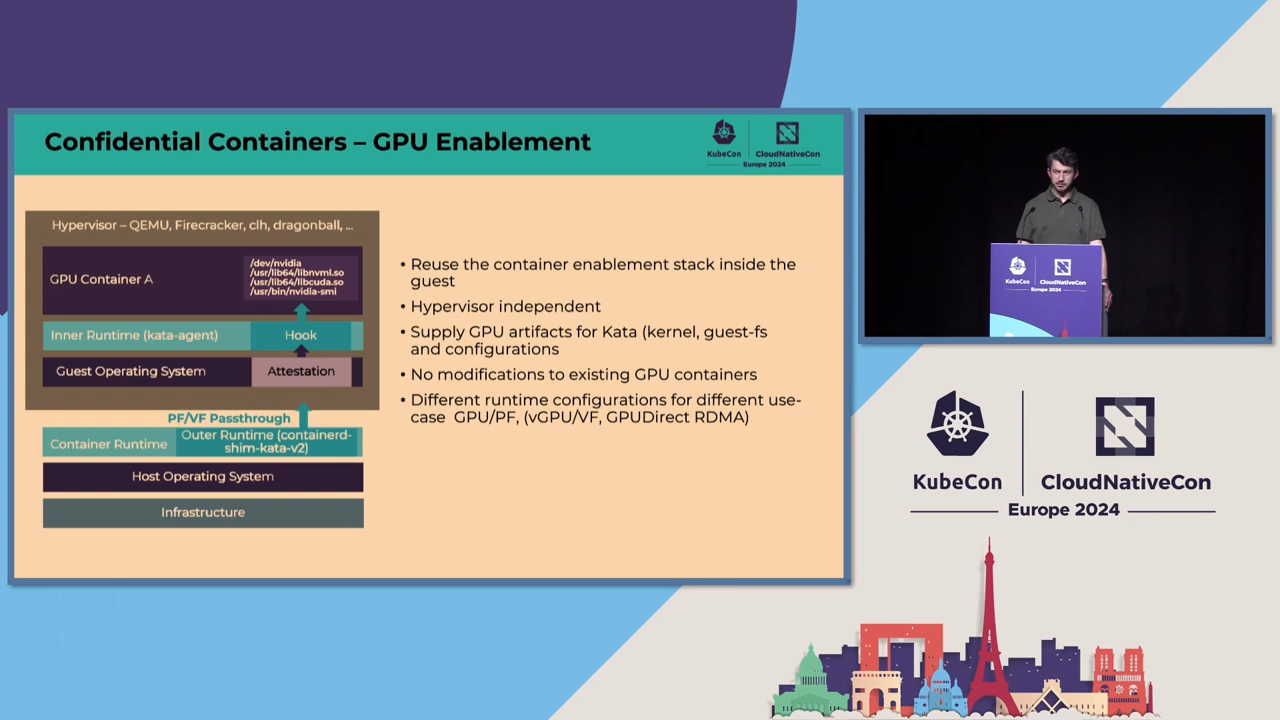 Confidential Containers – GPU Enablement
KubeCon
CloudNativeCon
Europe 2024
Hypervisor – QEMU, Firecracker, clh, dragonball, ...
GPU Container A
/dev/nvidia
/usr/lib64/libnvml.so
/usr/lib64/libcuda.so
/usr/bin/nvidia-smi
Inner Runtime (kata-agent)
Hook
Guest Operating System
Attestation
PF/VF Passthrough
Container Runtime
Outer Runtime (containerd-
shim-kata-v2)
Host Operating System
Infrastructure
• Reuse the container enablement stack inside the
guest
• Hypervisor independent
• Supply GPU artifacts for Kata (kernel, guest-fs
and configurations
• No modifications to existing GPU containers
• Different runtime configurations for different use-
case  GPU/PF, (vGPU/VF, GPUDirect RDMA)
KubeCon
CloudNativeCon
Europe 2024
KubeCon
CloudNativeCon
Europe 2024